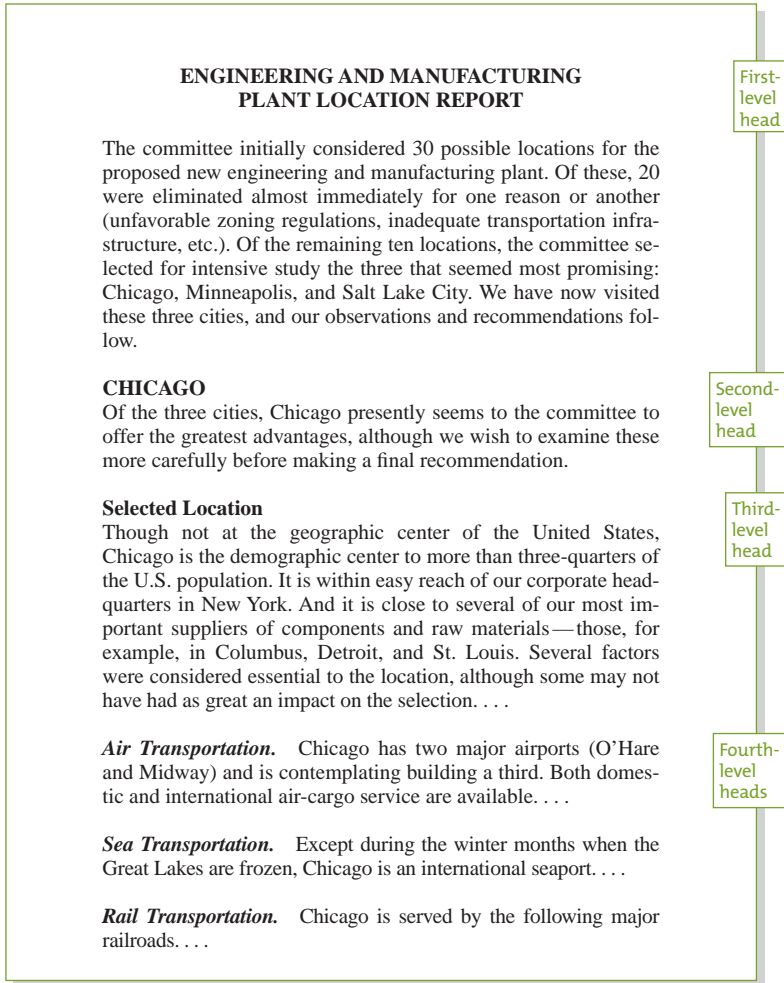 ENGINEERING AND MANUFACTURING
PLANT LOCATION REPORT
First-
level
head
The committee initially considered 30 possible locations for the
proposed new engineering and manufacturing plant. Of these, 20
were eliminated almost immediately for one reason or another
(unfavorable zoning regulations, inadequate transportation infra-
structure, etc.). Of the remaining ten locations, the committee se-
lected for intensive study the three that seemed most promising:
Chicago, Minneapolis, and Salt Lake City. We have now visited
these three cities, and our observations and recommendations fol-
low.
CHICAGO
Second-
level
head
Of the three cities, Chicago presently seems to the committee to
offer the greatest advantages, although we wish to examine these
more carefully before making a final recommendation.
Selected Location
Third-
level
head
Though not at the geographic center of the United States,
Chicago is the demographic center to more than three-quarters of
the U.S. population. It is within easy reach of our corporate head-
quarters in New York. And it is close to several of our most im-
portant suppliers of components and raw materials — those, for
example, in Columbus, Detroit, and St. Louis. Several factors
were considered essential to the location, although some may not
have had as great an impact on the selection. . . .
Air Transportation. Chicago has two major airports (O’Hare
and Midway) and is contemplating building a third. Both domes-
tic and international air-cargo service are available. . . .
Fourth-
level
heads
Sea Transportation. Except during the winter months when the
Great Lakes are frozen, Chicago is an international seaport. . . .
Rail Transportation. Chicago is served by the following major
railroads. . . .